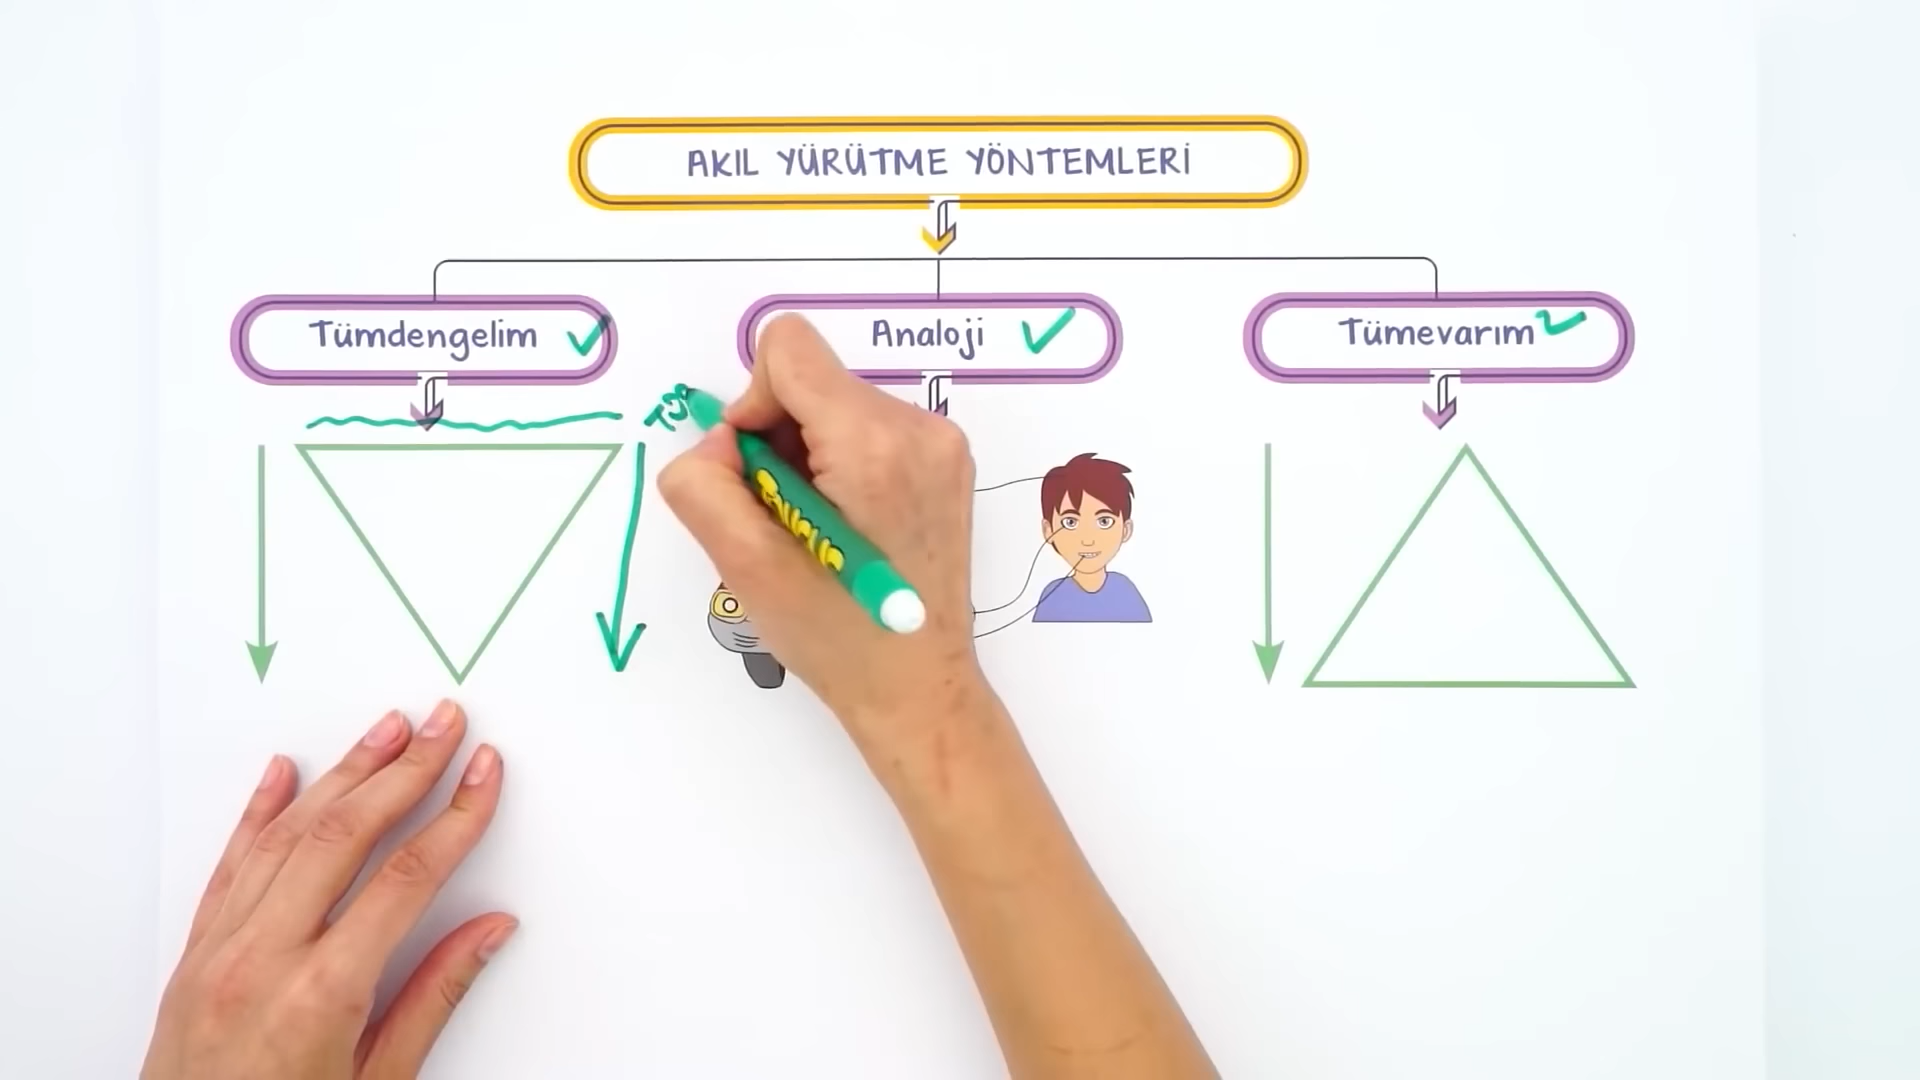 AKIL YÜRÜTME YÖNTEMLERİ
Tümdengelim
Analoji
Tümevarım